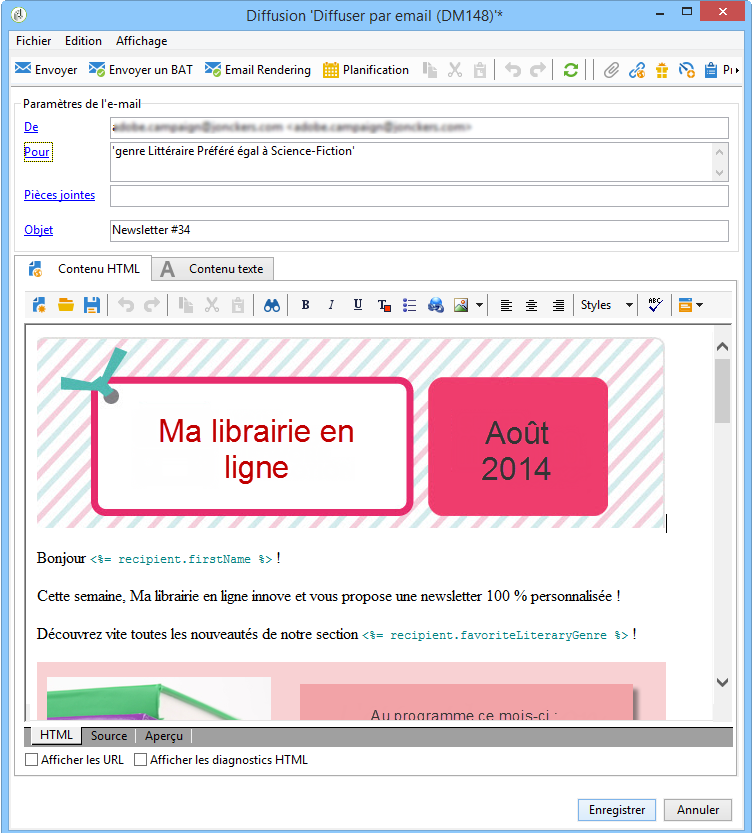 Diffusion 'Diffuser par email (DM148)'*
Fichier Edition Affichage
Envoyer Envoyer un BAT Email Rendering Planification
Paramètres de l'e-mail
De
Pour 'genre Littéraire Préféré égal à Science-Fiction'
Pièces jointes
Objet Newsletter #34
Contenu HTML A Contenu texte
B I U T Styles ABC
Ma librairie en
ligne
Août
2014
Bonjour <%= recipient.firstName %> !
Cette semaine, Ma librairie en ligne innove et vous propose une newsletter 100 % personnalisée !
Découvrez vite toutes les nouveautés de notre section <%= recipient.favoriteLiteraryGenre %> !
Au programme ce mois-ci :
HTML Source Aperçu
Afficher les URL Afficher les diagnostics HTML
Enregistrer Annuler